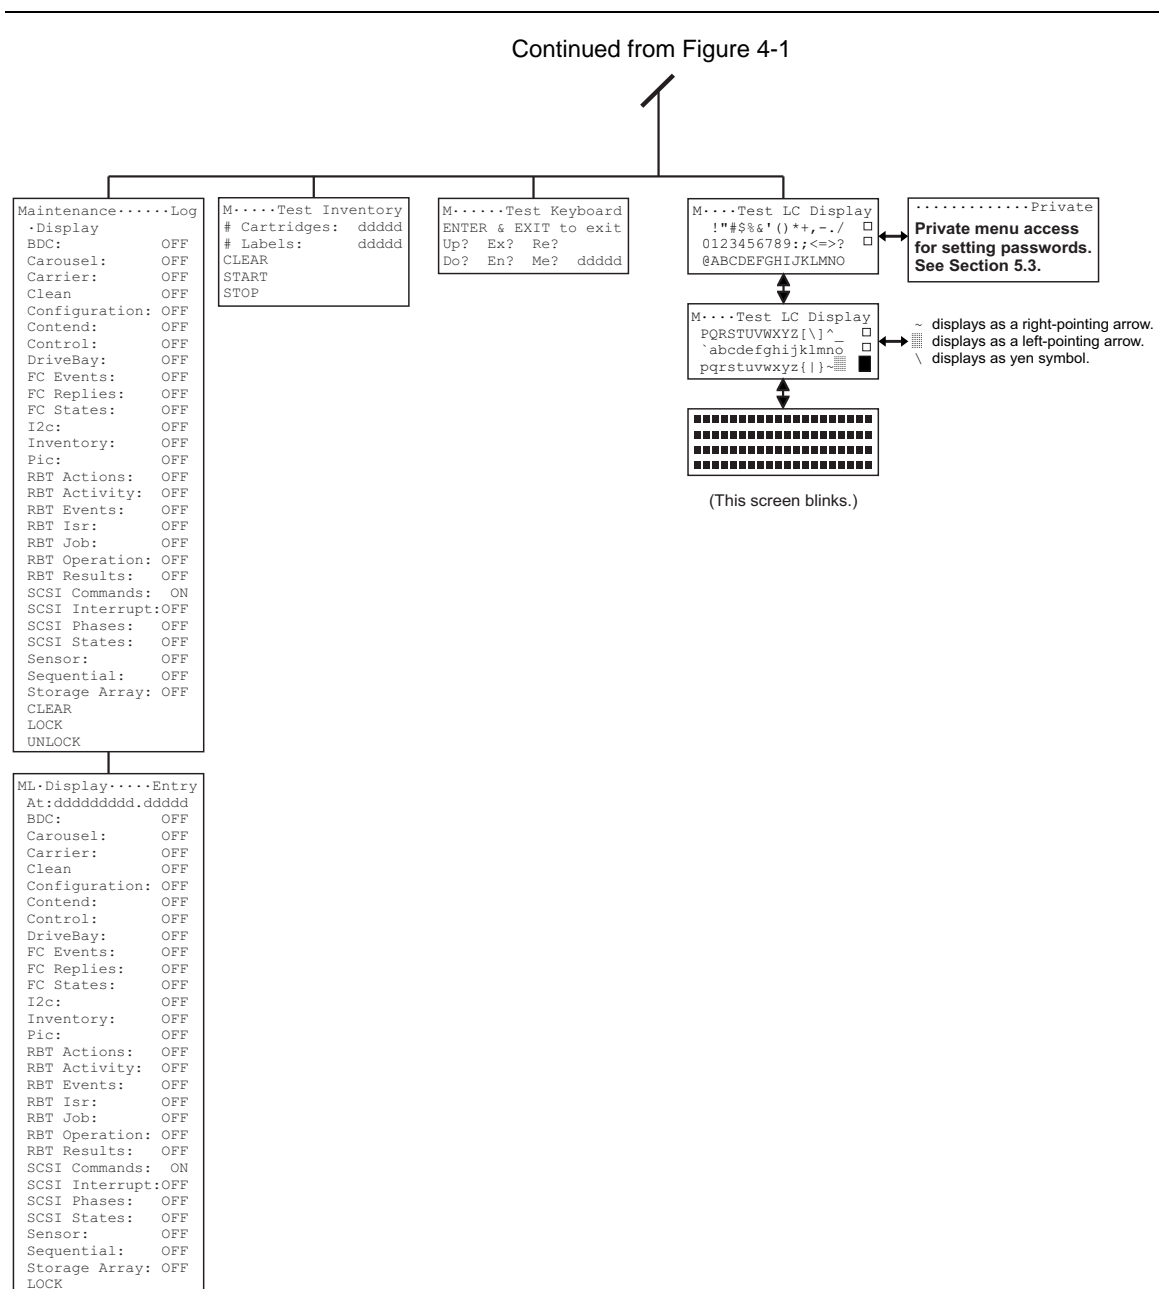 Continued from Figure 4-1
Maintenance······Log
·Display
BDC: OFF
Carousel: OFF
Carrier: OFF
Clean OFF
Configuration: OFF
Contend: OFF
Control: OFF
DriveBay: OFF
FC Events: OFF
FC Replies: OFF
FC States: OFF
I2c: OFF
Inventory: OFF
Pic: OFF
RBT Actions: OFF
RBT Activity: OFF
RBT Events: OFF
RBT Isr: OFF
RBT Job: OFF
RBT Operation: OFF
RBT Results: OFF
SCSI Commands: ON
SCSI Interrupt:OFF
SCSI Phases: OFF
SCSI States: OFF
Sensor: OFF
Sequential: OFF
Storage Array: OFF
CLEAR
LOCK
UNLOCK
ML·Display·····Entry
At:ddddddddd.ddddd
BDC: OFF
Carousel: OFF
Carrier: OFF
Clean OFF
Configuration: OFF
Contend: OFF
Control: OFF
DriveBay: OFF
FC Events: OFF
FC Replies: OFF
FC States: OFF
I2c: OFF
Inventory: OFF
Pic: OFF
RBT Actions: OFF
RBT Activity: OFF
RBT Events: OFF
RBT Isr: OFF
RBT Job: OFF
RBT Operation: OFF
RBT Results: OFF
SCSI Commands: ON
SCSI Interrupt:OFF
SCSI Phases: OFF
SCSI States: OFF
Sensor: OFF
Sequential: OFF
Storage Array: OFF
LOCK
M·····Test Inventory
# Cartridges: ddddd
# Labels: ddddd
CLEAR
START
STOP
M······Test Keyboard
ENTER & EXIT to exit
Up? Ex? Re?
Do? En? Me? ddddd
M····Test LC Display
!"#$%&'()*+,-./
0123456789:;<=>?
@ABCDEFGHIJKLMNO
M····Test LC Display
PQRSTUVWXYZ[\]^_
`abcdefghijklmno
pqrstuvwxyz{|}~
(This screen blinks.)
·············Private
Private menu access
for setting passwords.
See Section 5.3.
~ displays as a right-pointing arrow.
displays as a left-pointing arrow.
\ displays as yen symbol.